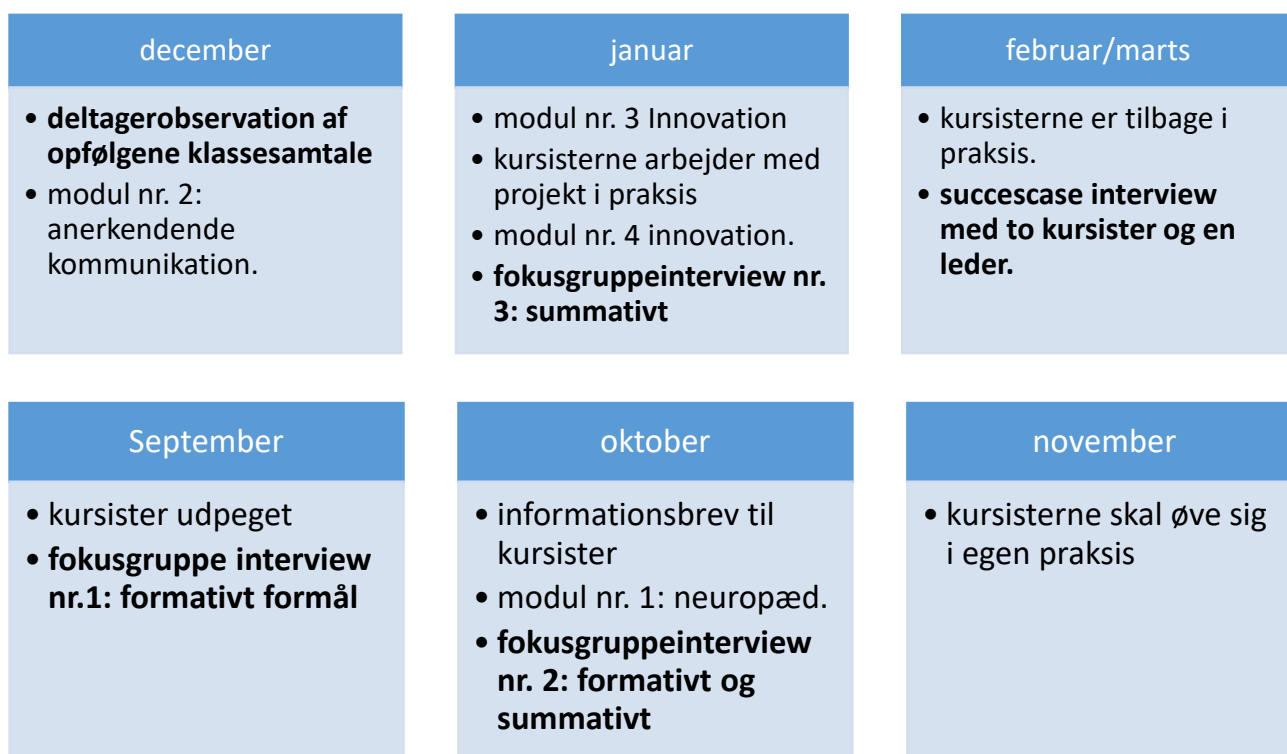 december
• deltagerobservation af
opfølgene klassesamtale
• modul nr. 2:
anerkendende
kommunikation.
januar
• modul nr. 3 Innovation
• kursisterne arbejder med
projekt i praksis
• modul nr. 4 innovation.
• fokusgruppeinterview nr.
3: summativt
februar/marts
• kursisterne er tilbage i
praksis.
• succescase interview
med to kursister og en
leder.
September
• kursister udpeget
• fokusgruppe interview
nr.1: formativt formål
oktober
• informationsbrev til
kursister
• modul nr. 1: neuropæd.
• fokusgruppeinterview
nr. 2: formativt og
summativt
november
• kursisterne skal øve sig
i egen praksis